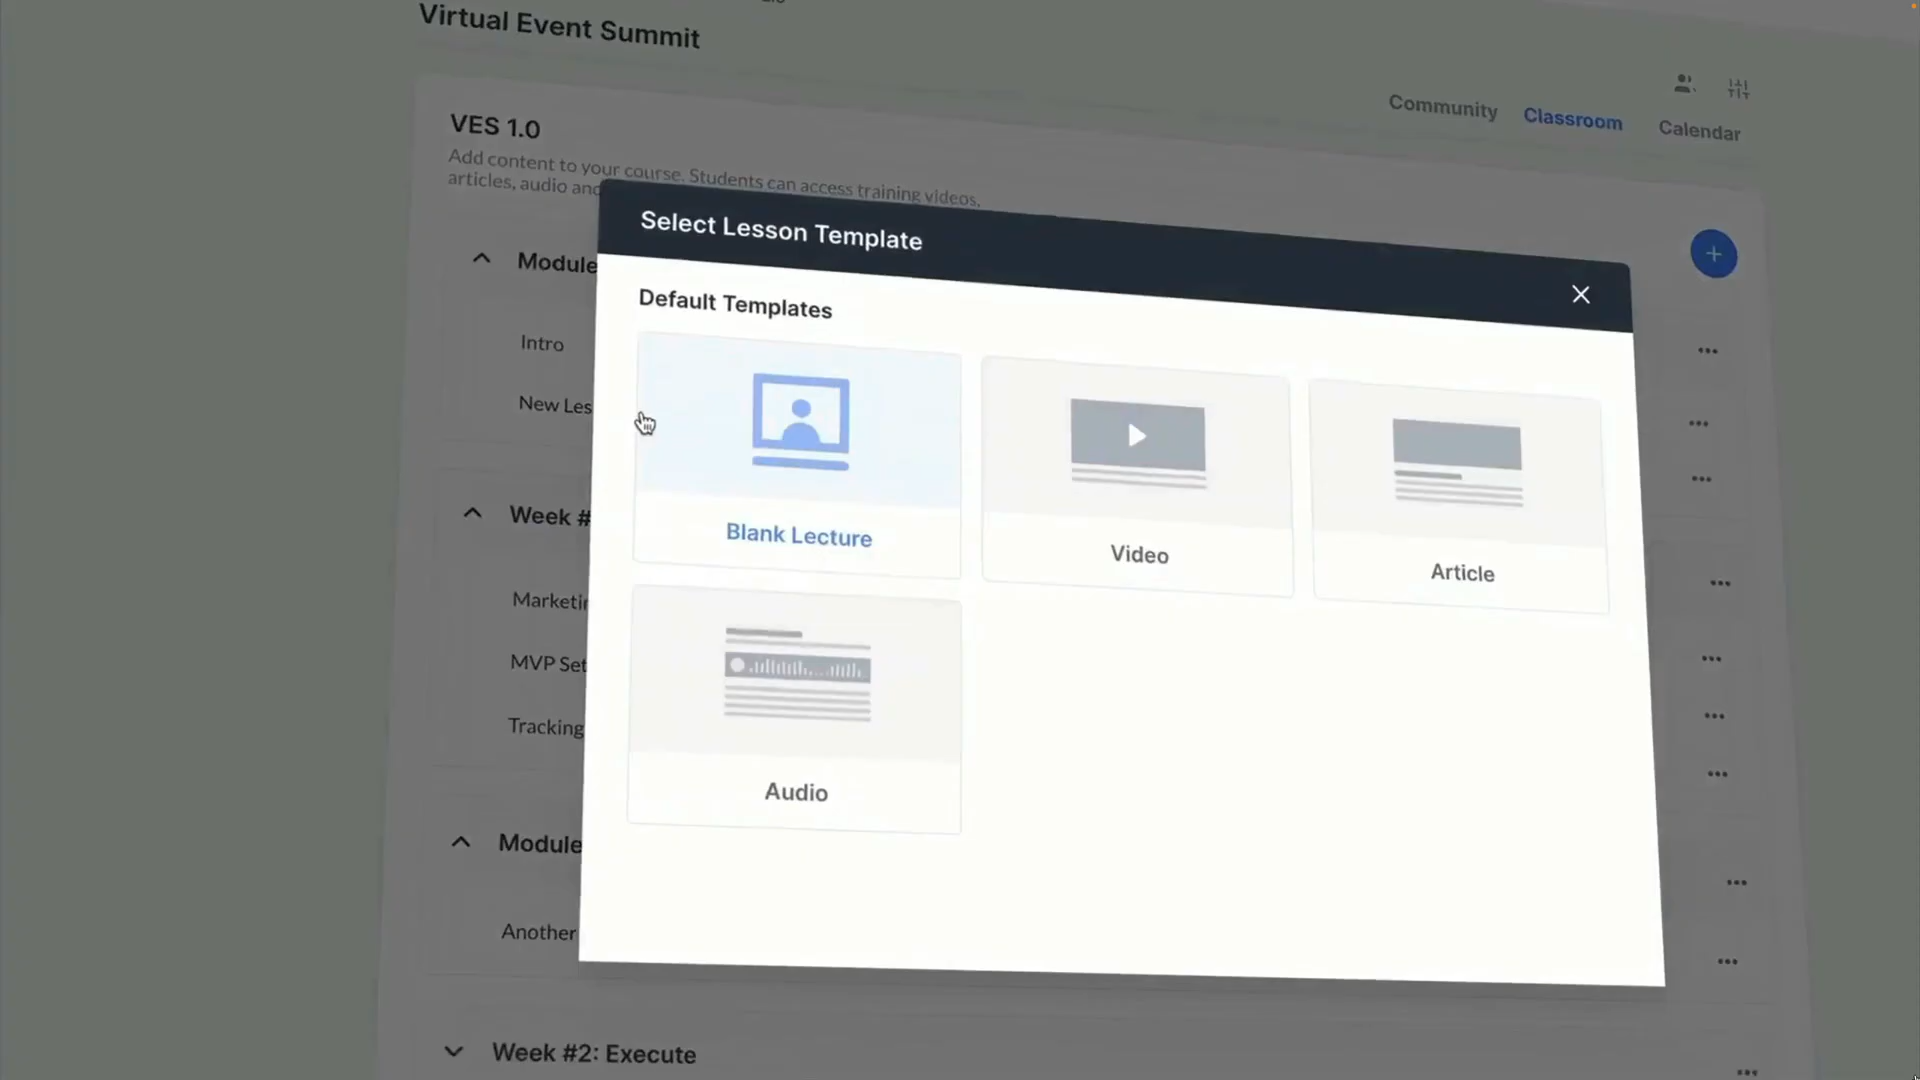 Virtual Event Summit
Community
Classroom
Calendar
VES 1.0
Add content to your course. Students can access training videos,
articles, audio and
Select Lesson Template
Module
Default Templates
Intro
New Les
Blank Lecture
Video
Article
Week #
Marketin
MVP Set
Tracking
Audio
Module
Another
Week #2: Execute